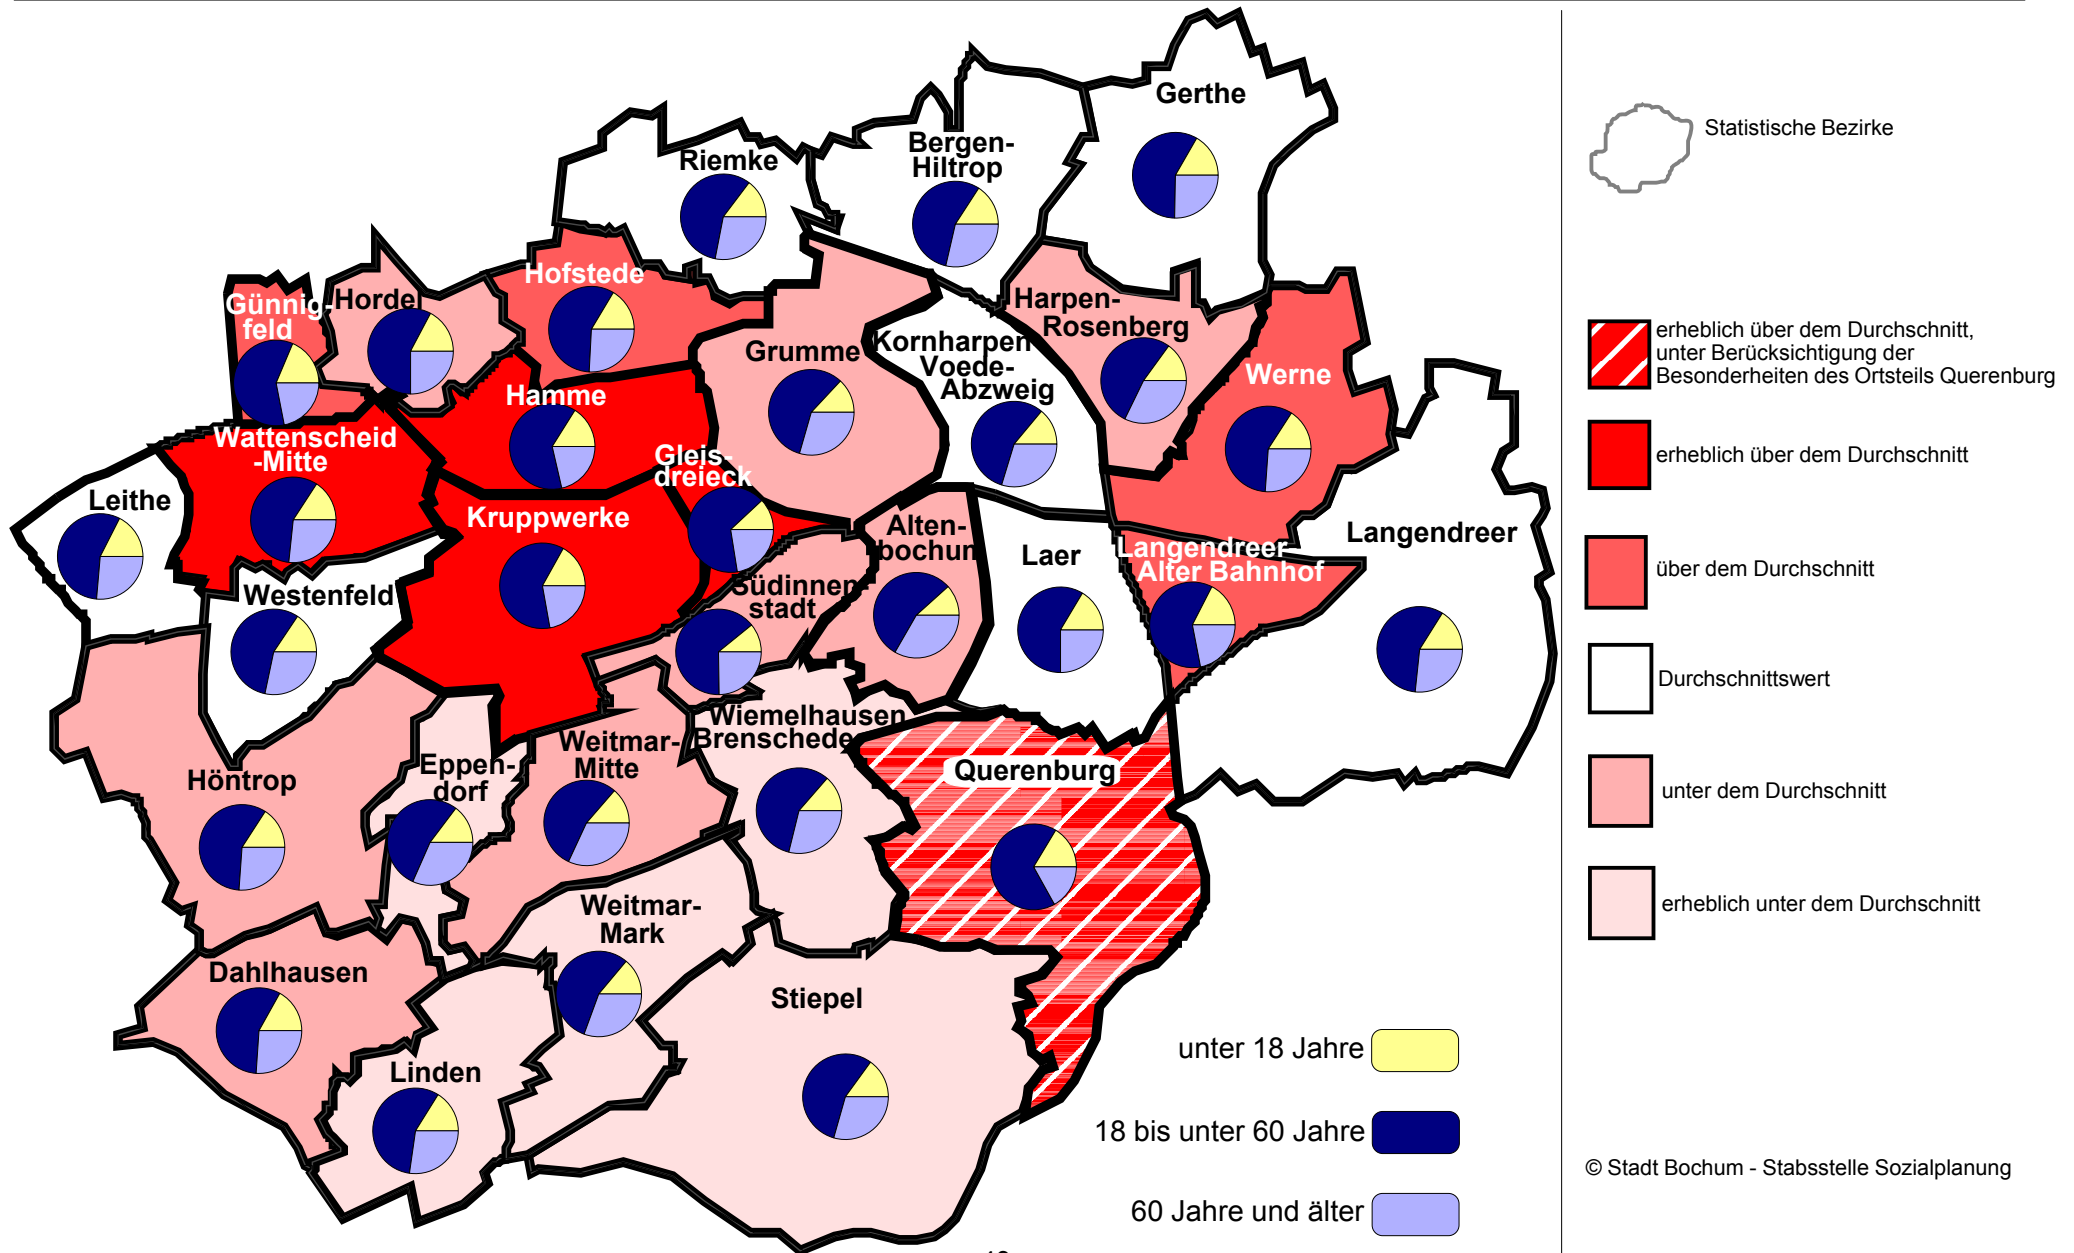 Gerthe
Bergen-
Hiltrop
Riemke
Hofstede
Günnig-
feld
Horde
Harpen-
Rosenberg
Grumme
Kornharpen
Voede-
Abzweig
Werne
Hamme
Wattenscheid
-Mitte
Gleis-
dreieck
Leithe
Kruppwerke
Alten-
bochum
Laer
Langendreer
Langendreer
Alter Bahnhof
Westenfeld
Südinnen
stadt
Wiemelhausen
Brenschede
Weitmar-
Mitte
Eppen-
dorf
Höntrop
Querenburg
Weitmar-
Mark
Dahlhausen
Stiepel
Linden
unter 18 Jahre
18 bis unter 60 Jahre
60 Jahre und älter
Statistische Bezirke
erheblich über dem Durchschnitt,
unter Berücksichtigung der
Besonderheiten des Ortsteils Querenburg
erheblich über dem Durchschnitt
über dem Durchschnitt
Durchschnittswert
unter dem Durchschnitt
erheblich unter dem Durchschnitt
© Stadt Bochum - Stabsstelle Sozialplanung